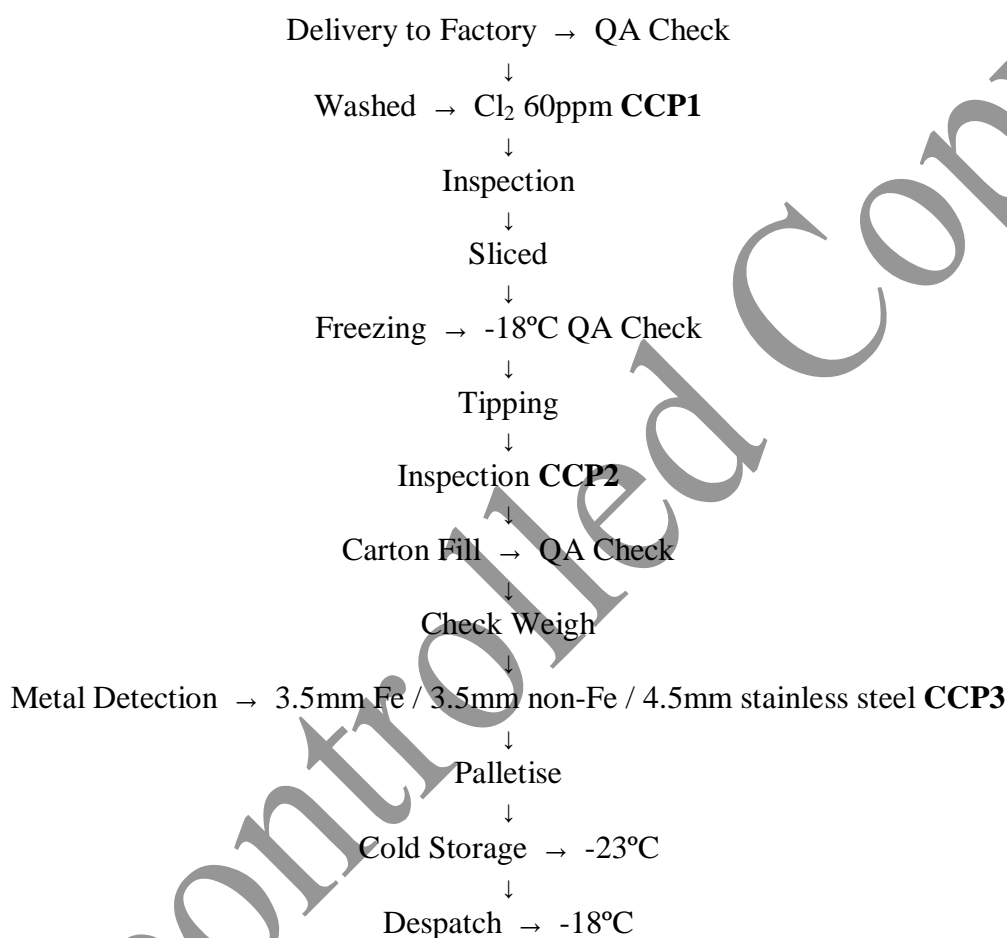 Delivery to Factory → QA Check
↓
Washed → Cl₂ 60ppm CCP1
↓
Inspection
↓
Sliced
↓
Freezing → -18ºC QA Check
↓
Tipping
↓
Inspection CCP2
↓
Carton Fill → QA Check
↓
Check Weigh
↓
Metal Detection → 3.5mm Fe / 3.5mm non-Fe / 4.5mm stainless steel CCP3
↓
Palletise
↓
Cold Storage → -23ºC
↓
Despatch → -18ºC
ontrolled Cop